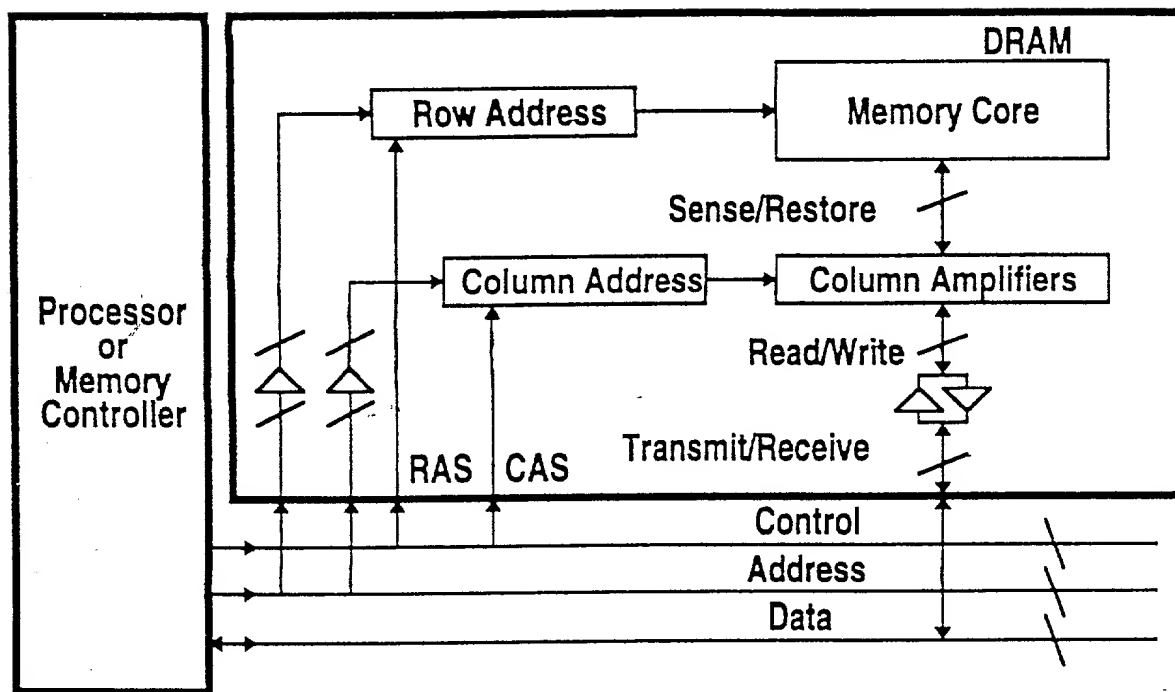 DRAM
Row Address
Memory Core
Sense/Restore
Column Address
Column Amplifiers
Processor
or
Memory
Controller
Read/Write
Transmit/Receive
RAS
CAS
Control
Address
Data